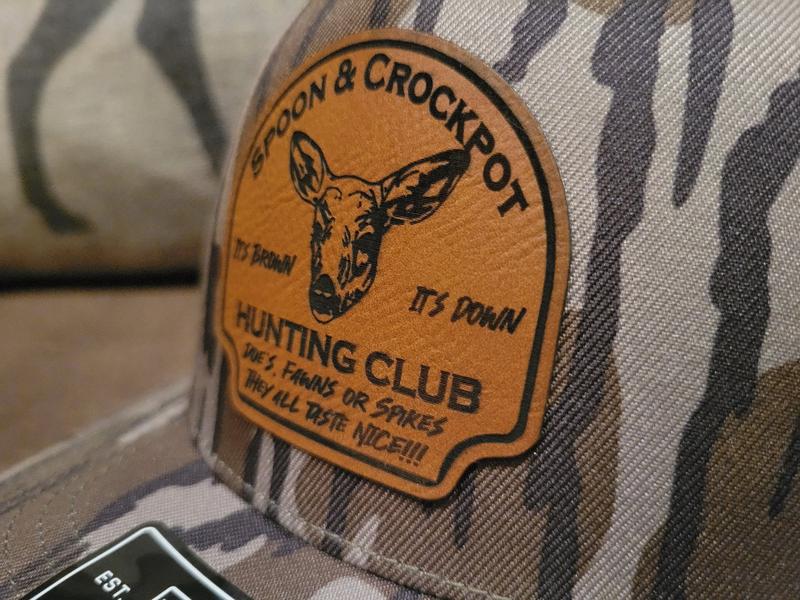 SPOON & CROCKPOT
IT'S BROWN
IT'S DOWN
HUNTING CLUB
DOE'S, FAWNS OR SPIKES
THEY ALL TASTE NICE!!!
EST.